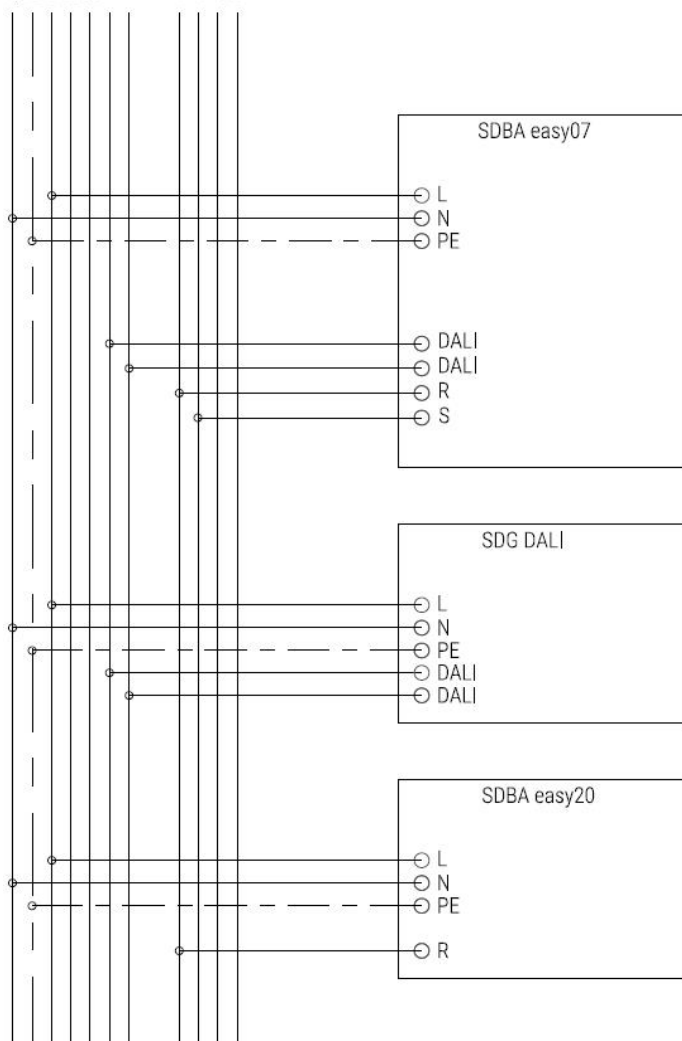 SDBA easy07
L
N
PE
DALI
DALI
R
S
SDG DALI
L
N
PE
DALI
DALI
SDBA easy20
L
N
PE
R